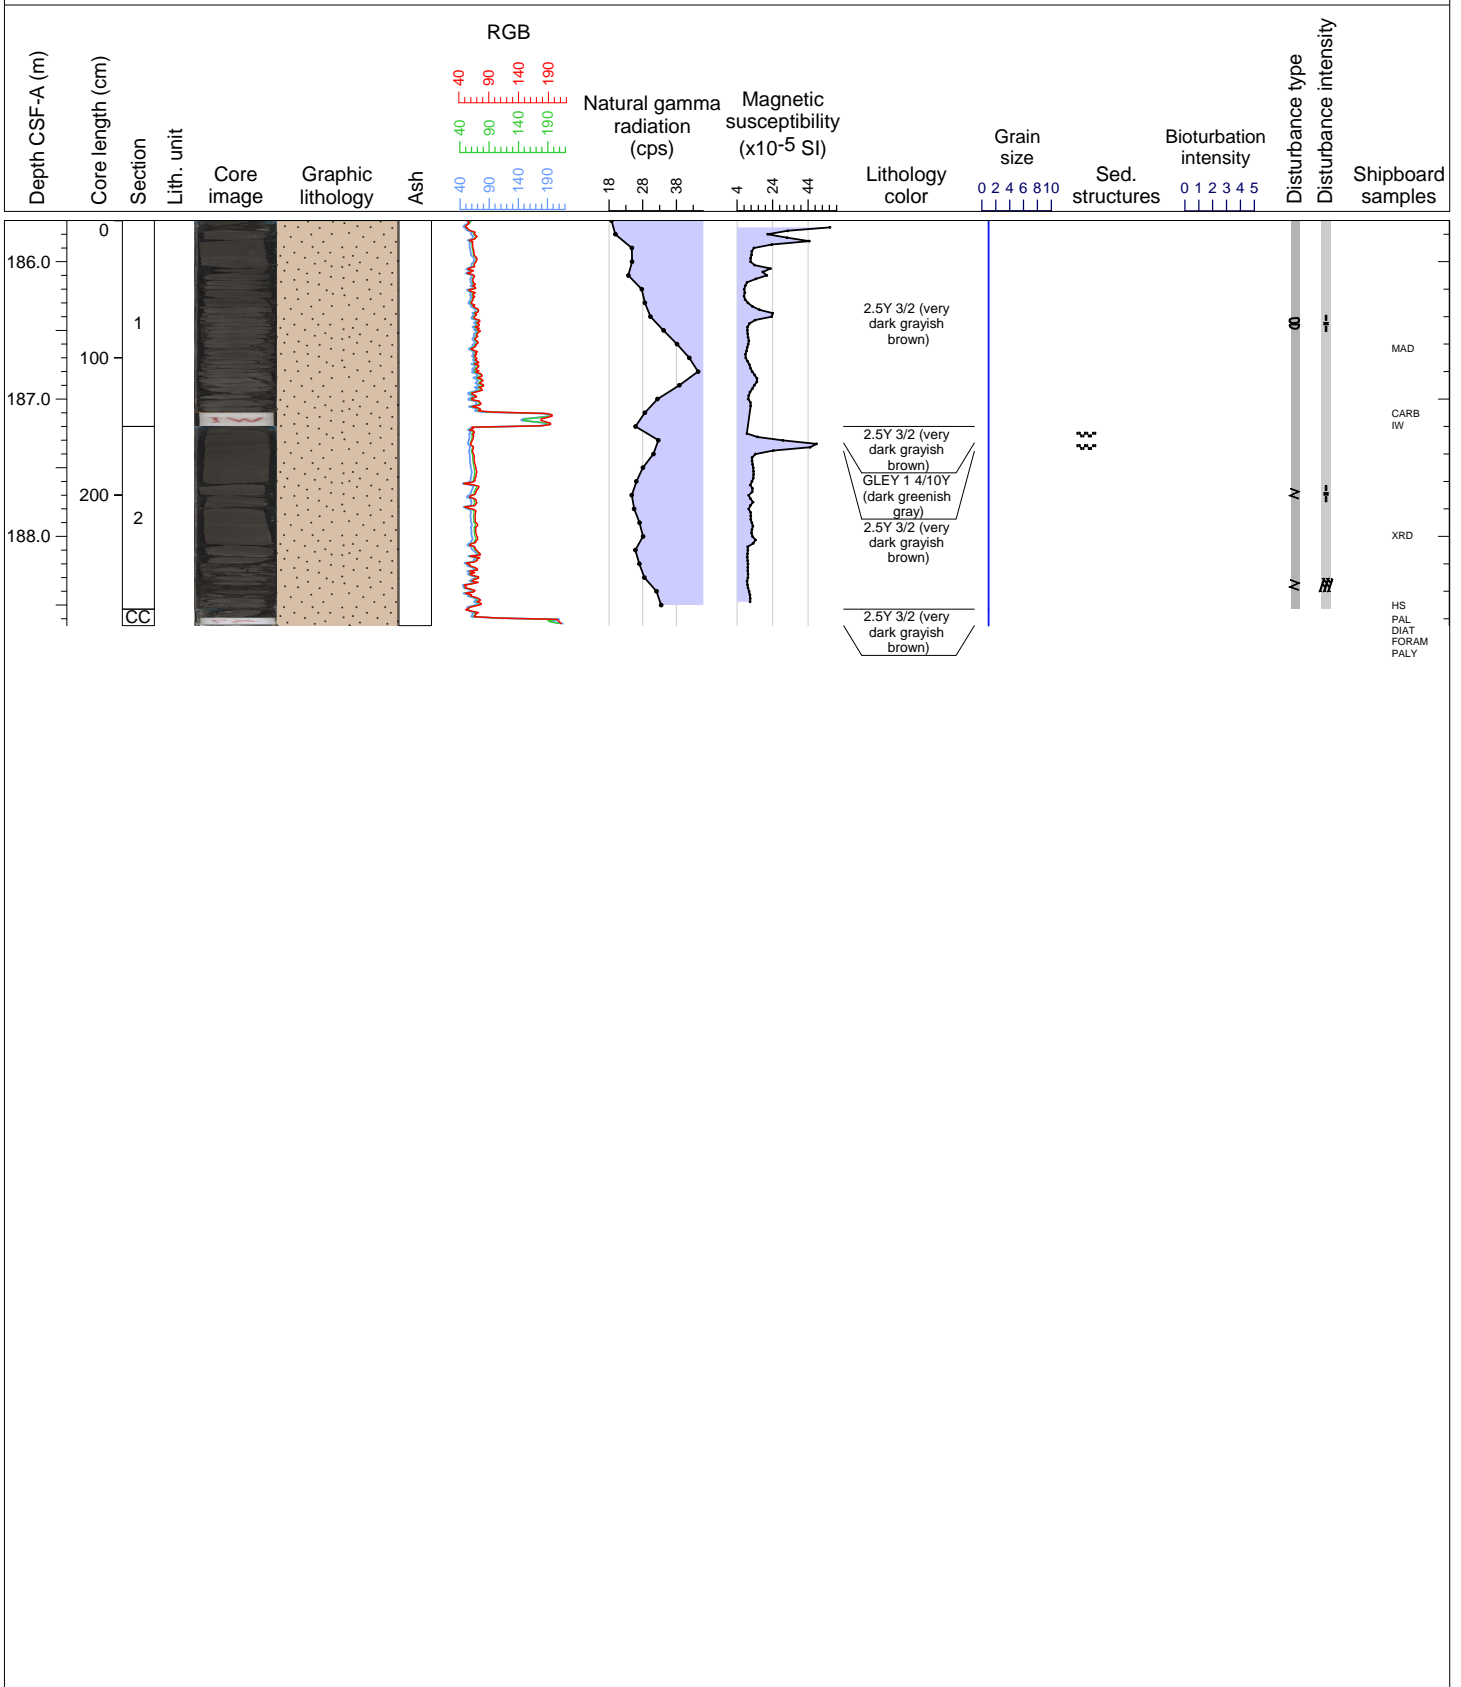 Depth CSF-A (m)
Core length (cm)
Section
Lith. unit
Core
image
Graphic
lithology
Ash
RGB
40 90 140 190
40 90 140 190
40 90 140 190
Natural gamma
radiation
(cps)
18 28 38
Magnetic
susceptibility
(x10-5 SI)
4 24 44
Lithology
color
Grain
size
0 2 4 6 8 10
Sed.
structures
Bioturbation
intensity
0 1 2 3 4 5
Disturbance type
Disturbance intensity
Shipboard
samples
0
186.0
1
2.5Y 3/2 (very
dark grayish
brown)
MAD
100
187.0
IW
CARB
IW
2.5Y 3/2 (very
dark grayish
brown)
GLEY 1 4/10Y
(dark greenish
gray)
200
2
188.0
2.5Y 3/2 (very
dark grayish
brown)
XRD
HS
CC
2.5Y 3/2 (very
dark grayish
brown)
PAL
DIAT
FORAM
PALY